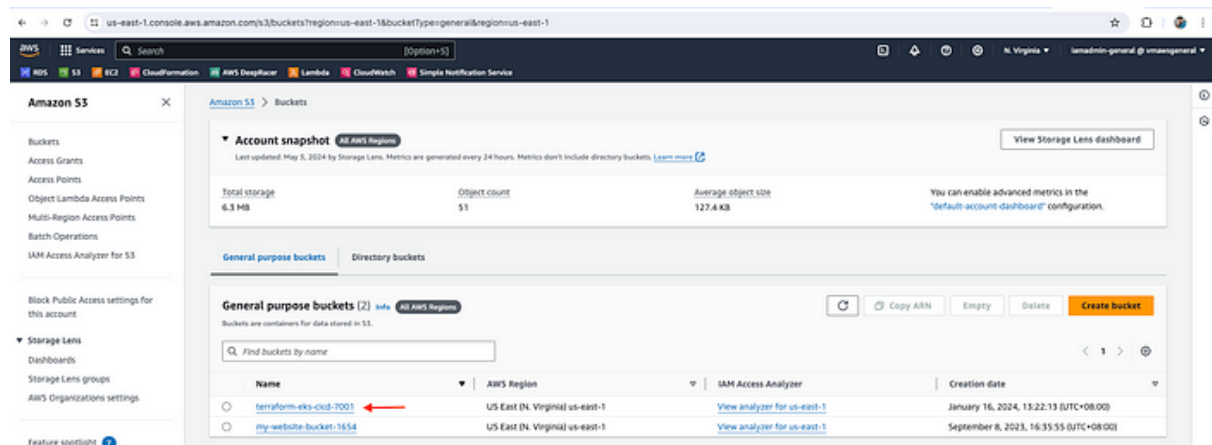 us-east-1.console.aws.amazon.com/s3/buckets?region=us-east-1&bucketType=general&region=us-east-1
aws Services Search [Option+S] N. Virginia iamadmin-general @ vmawsgeneral
RDS S3 EC2 CloudFormation AWS DeepRacer Lambda CloudWatch Simple Notification Service
Amazon S3
Buckets
Access Grants
Access Points
Object Lambda Access Points
Multi-Region Access Points
Batch Operations
IAM Access Analyzer for S3
Block Public Access settings for
this account
Storage Lens
Dashboards
Storage Lens groups
AWS Organizations settings
Feature spotlight 7
Amazon S3 > Buckets
Account snapshot All AWS Regions
Last updated: May 3, 2024 by Storage Lens. Metrics are generated every 24 hours. Metrics don't include directory buckets. Learn more
View Storage Lens dashboard
Total storage
6.3 MB
Object count
51
Average object size
127.4 KB
You can enable advanced metrics in the
"default-account-dashboard" configuration.
General purpose buckets Directory buckets
General purpose buckets (2) Info All AWS Regions
Buckets are containers for data stored in S3.
Copy ARN Empty Delete Create bucket
Find buckets by name
1
Name AWS Region IAM Access Analyzer Creation date
terraform-eks-cicd-7001 US East (N. Virginia) us-east-1 View analyzer for us-east-1 January 16, 2024, 13:22:13 (UTC+08:00)
my-website-bucket-1654 US East (N. Virginia) us-east-1 View analyzer for us-east-1 September 8, 2023, 16:35:55 (UTC+08:00)